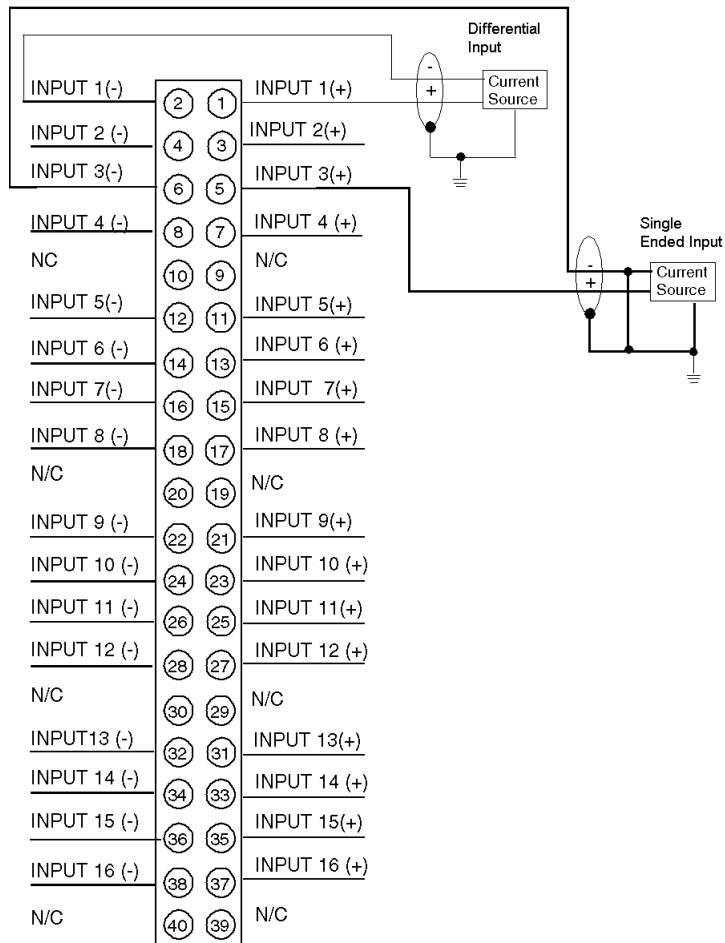 Differential
Input
-
+
Current
Source
INPUT 1(-) 2 1 INPUT 1(+)
INPUT 2 (-) 4 3 INPUT 2(+)
INPUT 3(-) 6 5 INPUT 3(+)
INPUT 4 (-) 8 7 INPUT 4 (+)
Single
Ended Input
-
+
Current
Source
NC 10 9 N/C
INPUT 5(-) 12 11 INPUT 5(+)
INPUT 6 (-) 14 13 INPUT 6 (+)
INPUT 7(-) 16 15 INPUT 7(+)
INPUT 8 (-) 18 17 INPUT 8 (+)
N/C 20 19 N/C
INPUT 9 (-) 22 21 INPUT 9(+)
INPUT 10 (-) 24 23 INPUT 10 (+)
INPUT 11 (-) 26 25 INPUT 11(+)
INPUT 12 (-) 28 27 INPUT 12 (+)
N/C 30 29 N/C
INPUT13 (-) 32 31 INPUT 13(+)
INPUT 14 (-) 34 33 INPUT 14 (+)
INPUT 15 (-) 36 35 INPUT 15(+)
INPUT 16 (-) 38 37 INPUT 16 (+)
N/C 40 39 N/C